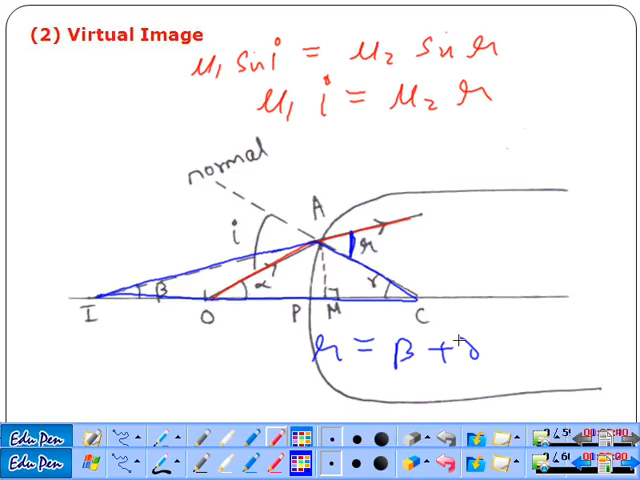 (2) Virtual Image
μ₁ sin i = μ₂ sin r
μ₁ i = μ₂ r
normal
A
i
r
α
β
γ
I
O
P
M
C
r = β + γ
Edu Pen
Edu Pen